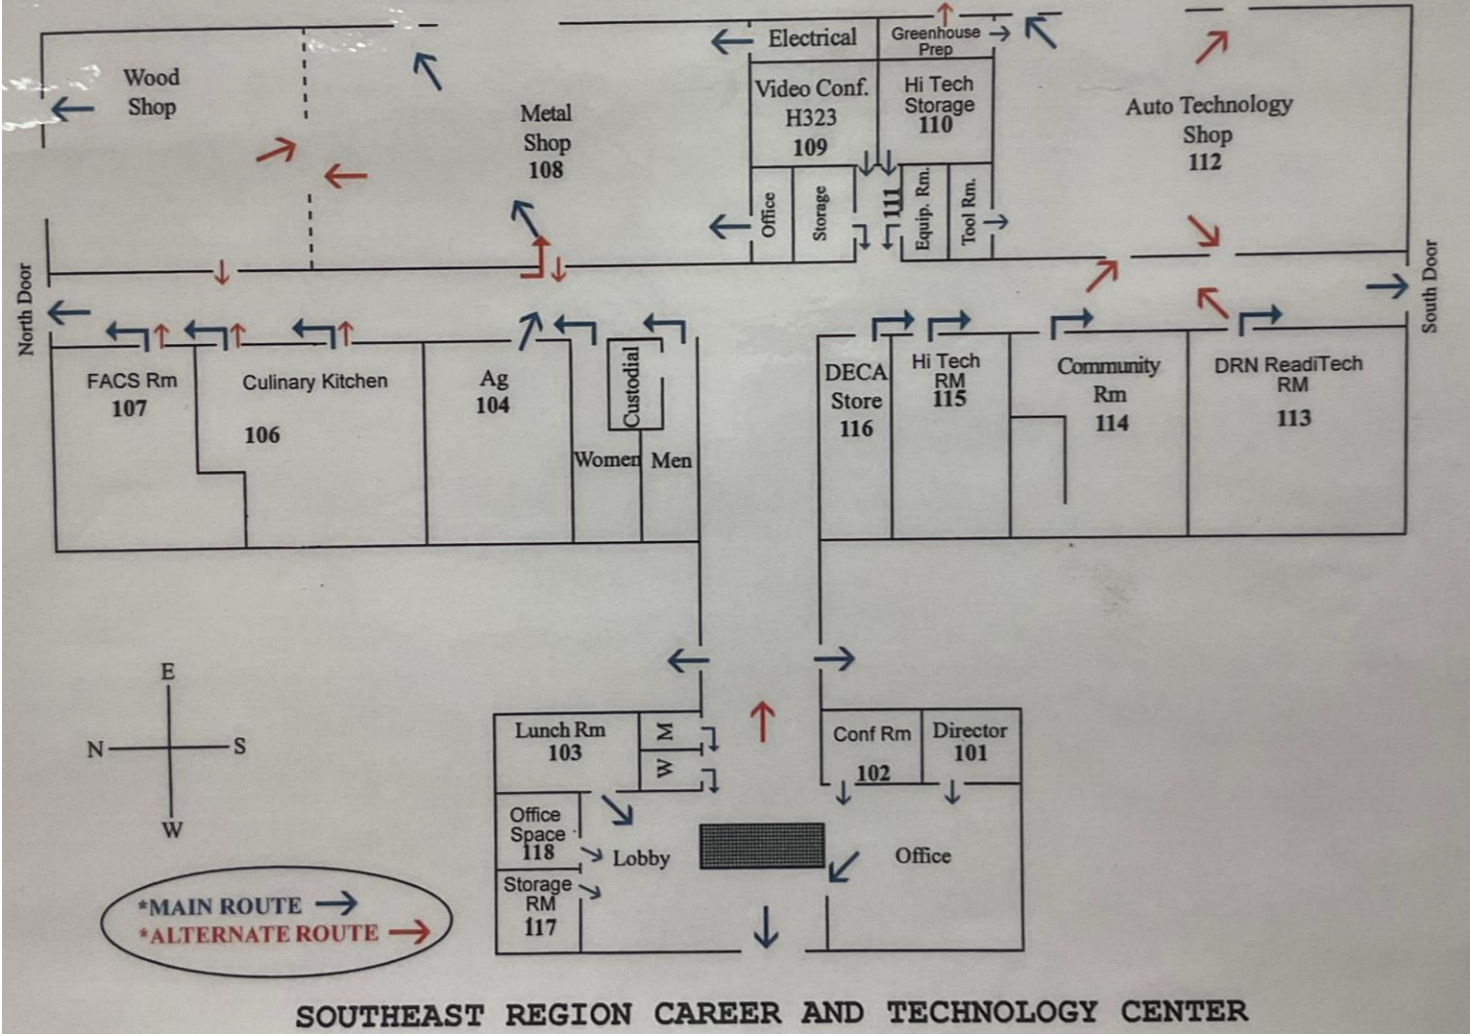 Wood
Shop
Metal
Shop
108
Electrical
Greenhouse
Prep
Video Conf.
H323
109
Hi Tech
Storage
110
Auto Technology
Shop
112
Office
Storage
111
Equip. Rm.
Tool Rm.
North Door
South Door
FACS Rm
107
Culinary Kitchen
106
Ag
104
Custodial
Women
Men
DECA
Store
116
Hi Tech
RM
115
Community
Rm
114
DRN ReadiTech
RM
113
E
N
S
W
Lunch Rm
103
M
W
Conf Rm
102
Director
101
Office
Space
118
Lobby
Office
Storage
RM
117
*MAIN ROUTE
*ALTERNATE ROUTE
SOUTHEAST REGION CAREER AND TECHNOLOGY CENTER